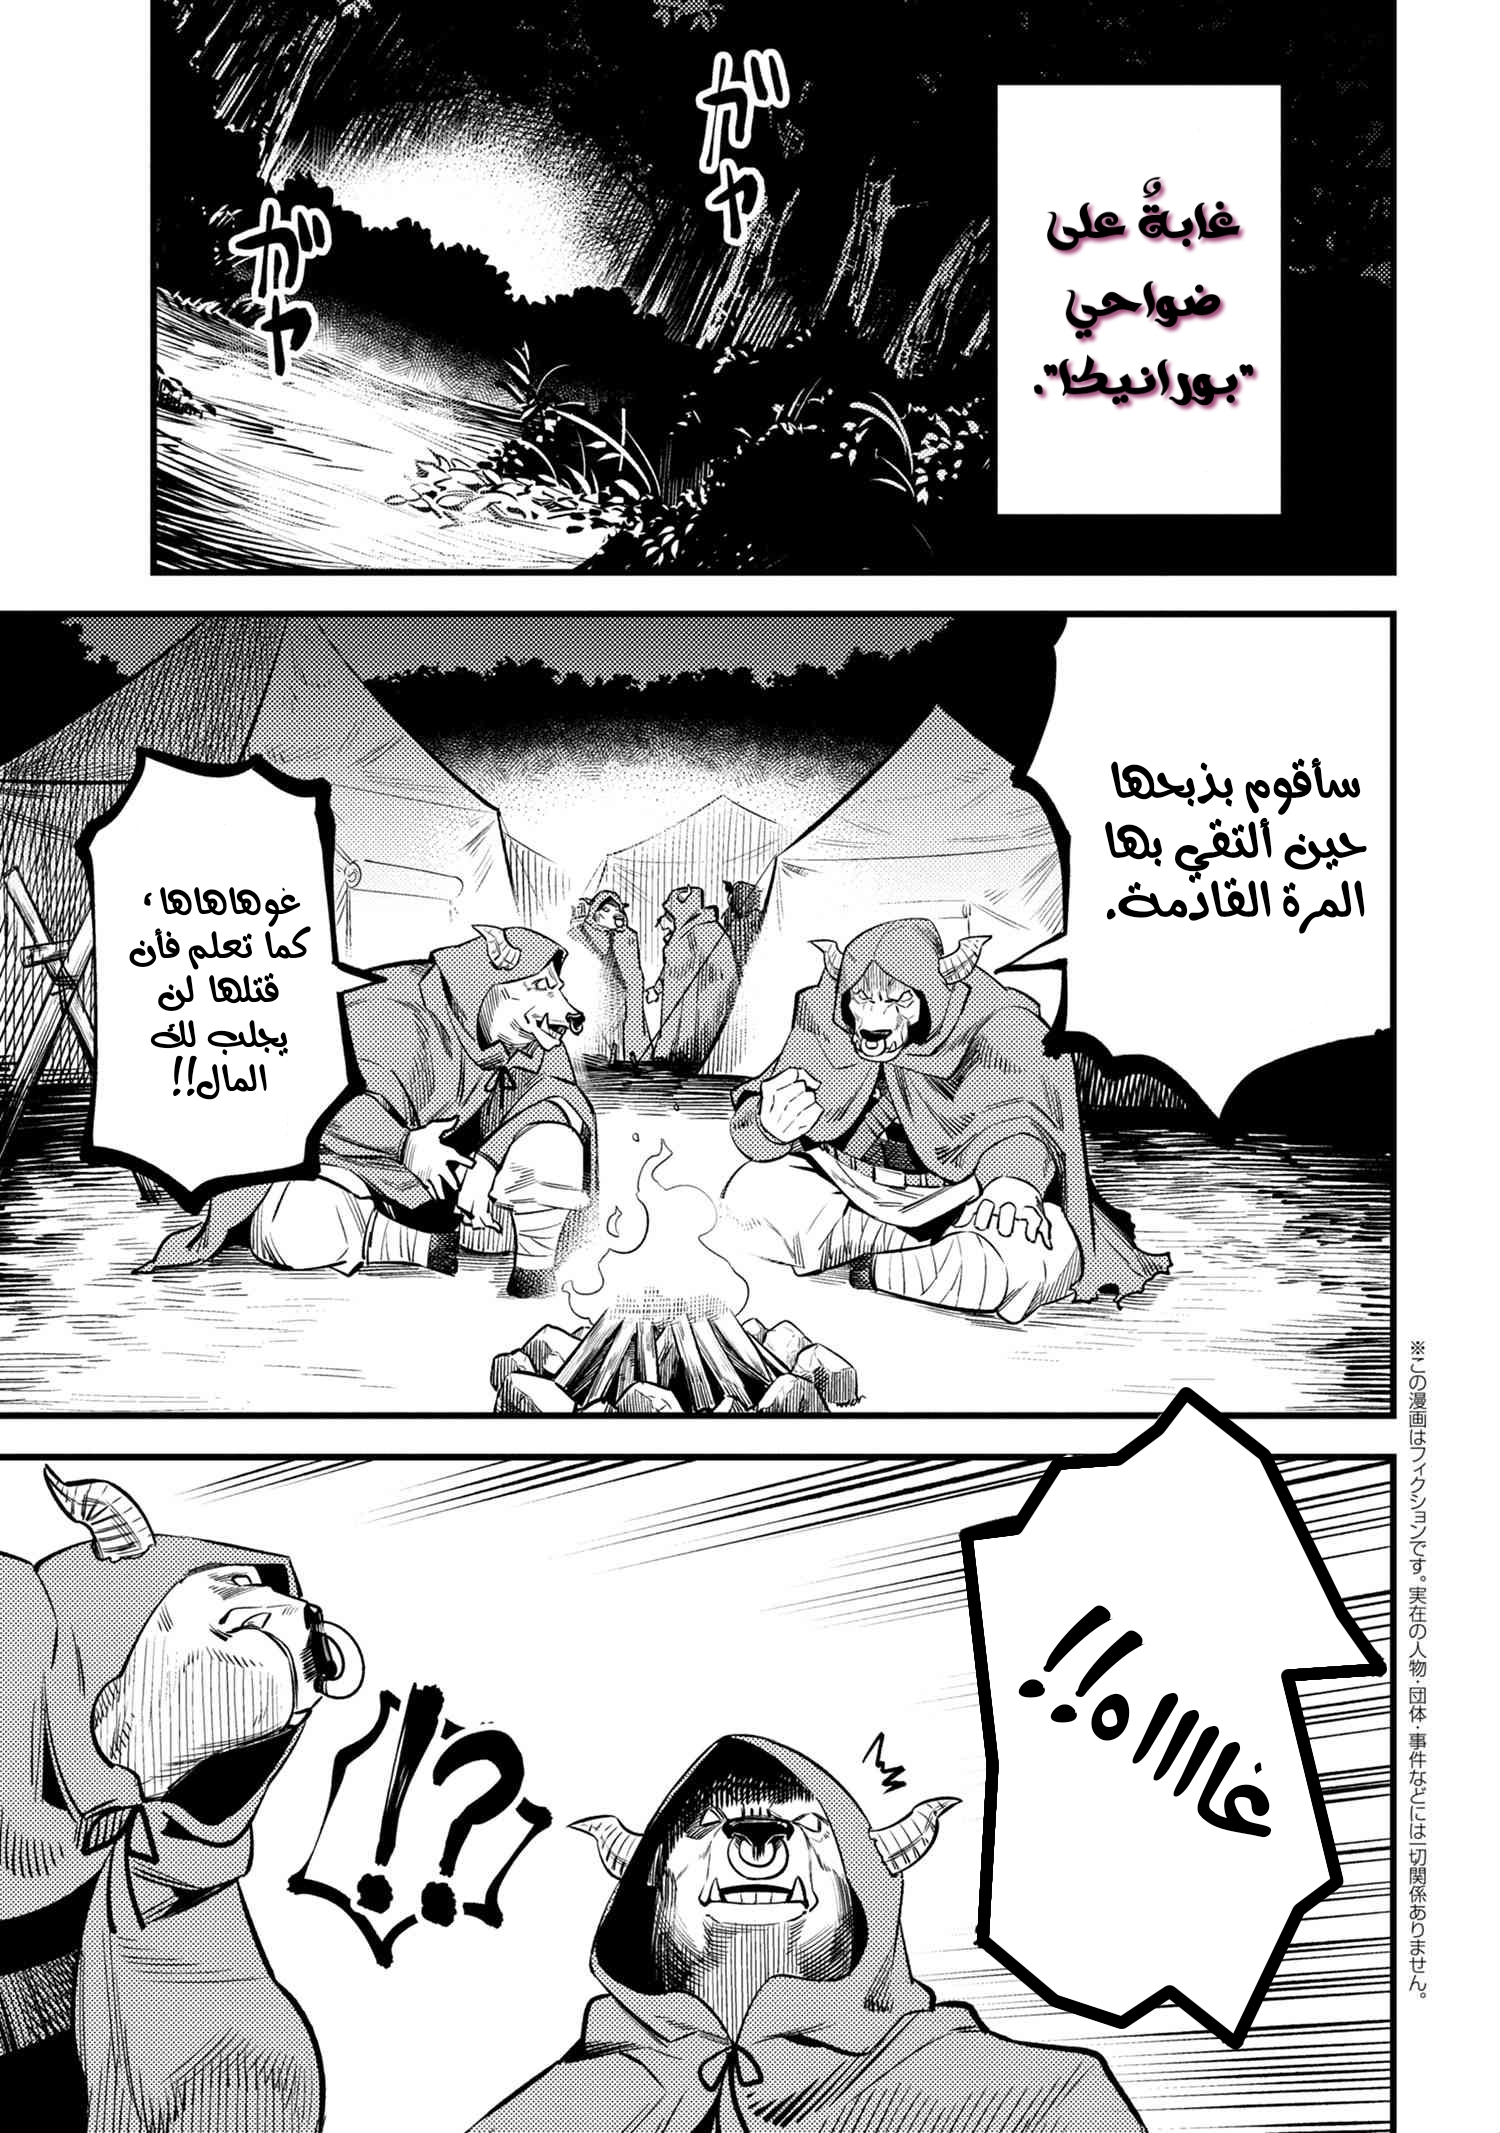 غابةٌ على
ضواحي
"بورانيكا".
ガヤ
ガヤ
سأقوم بذبحها
حين ألتقي بها
المرة القادمة.
غوهاهاها،
كما تعلم فأن
قتلها لن
يجلب لك
المال!!
غااااه!!
!?
※この漫画はフィクションです。実在の人物・団体・事件などには一切関係ありません。